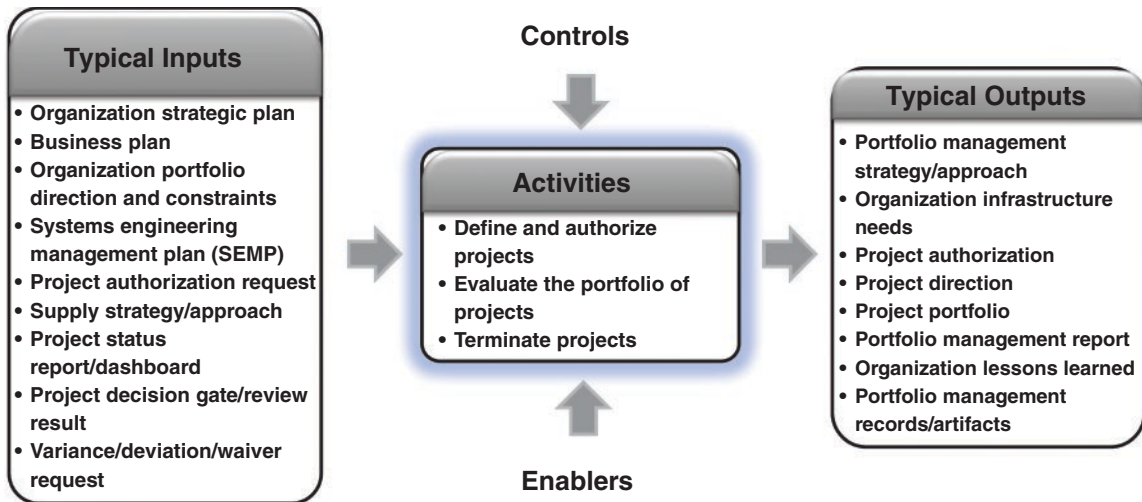 Typical Inputs
• Organization strategic plan
• Business plan
• Organization portfolio
direction and constraints
• Systems engineering
management plan (SEMP)
• Project authorization request
• Supply strategy/approach
• Project status
report/dashboard
• Project decision gate/review
result
• Variance/deviation/waiver
request
Controls
Activities
• Define and authorize
projects
• Evaluate the portfolio of
projects
• Terminate projects
Enablers
Typical Outputs
• Portfolio management
strategy/approach
• Organization infrastructure
needs
• Project authorization
• Project direction
• Project portfolio
• Portfolio management report
• Organization lessons learned
• Portfolio management
records/artifacts